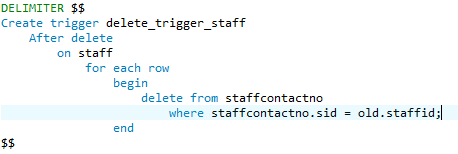 DELIMITER $$
Create trigger delete_trigger_staff
After delete
on staff
for each row
begin
delete from staffcontactno
where staffcontactno.sid = old.staffid;
end
$$